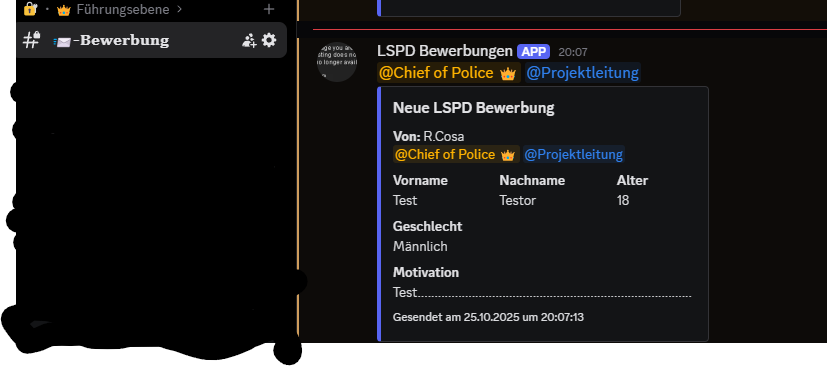 Führungsebene
-Bewerbung
LSPD Bewerbungen APP 20:07
@Chief of Police @Projektleitung
Neue LSPD Bewerbung
Von: R.Cosa
@Chief of Police @Projektleitung
Vorname Nachname Alter
Test Testor 18
Geschlecht
Männlich
Motivation
Test..........................................................................................
Gesendet am 25.10.2025 um 20:07:13